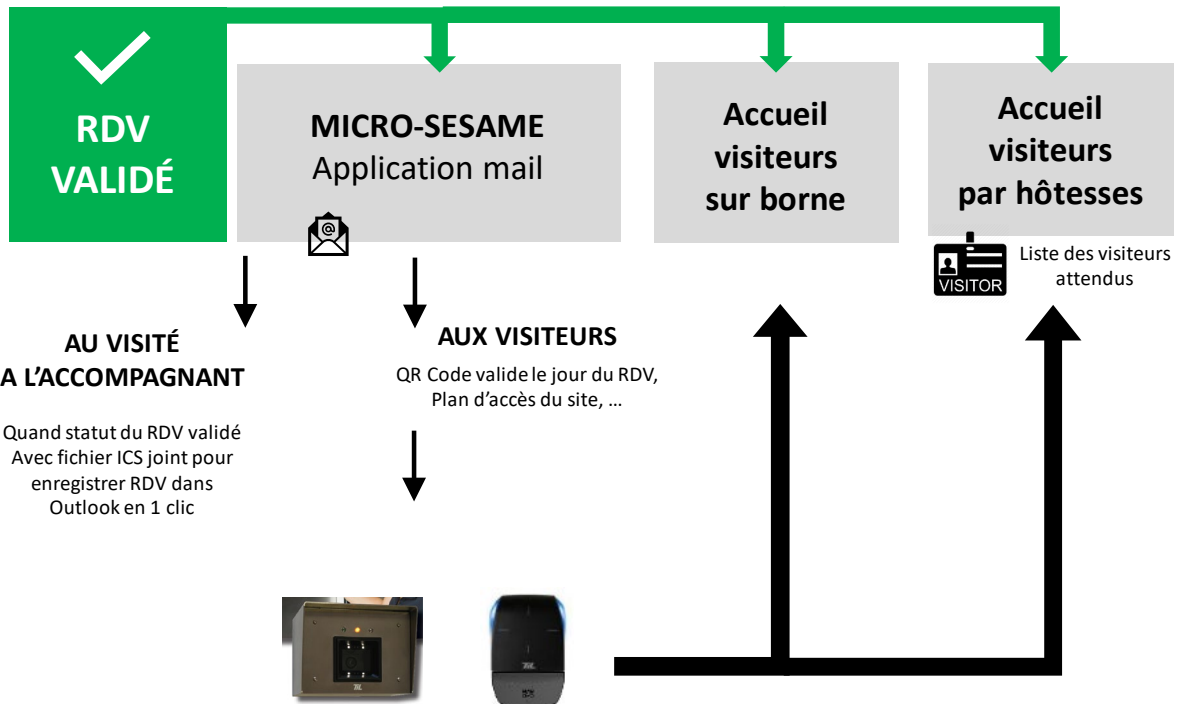 RDV
VALIDÉ
MICRO-SESAME
Application mail
@
Accueil
visiteurs
sur borne
Accueil
visiteurs
par hôtesses
VISITOR
Liste des visiteurs
attendus
AU VISITÉ
A L’ACCOMPAGNANT
Quand statut du RDV validé
Avec fichier ICS joint pour
enregistrer RDV dans
Outlook en 1 clic
AUX VISITEURS
QR Code valide le jour du RDV,
Plan d’accès du site, …